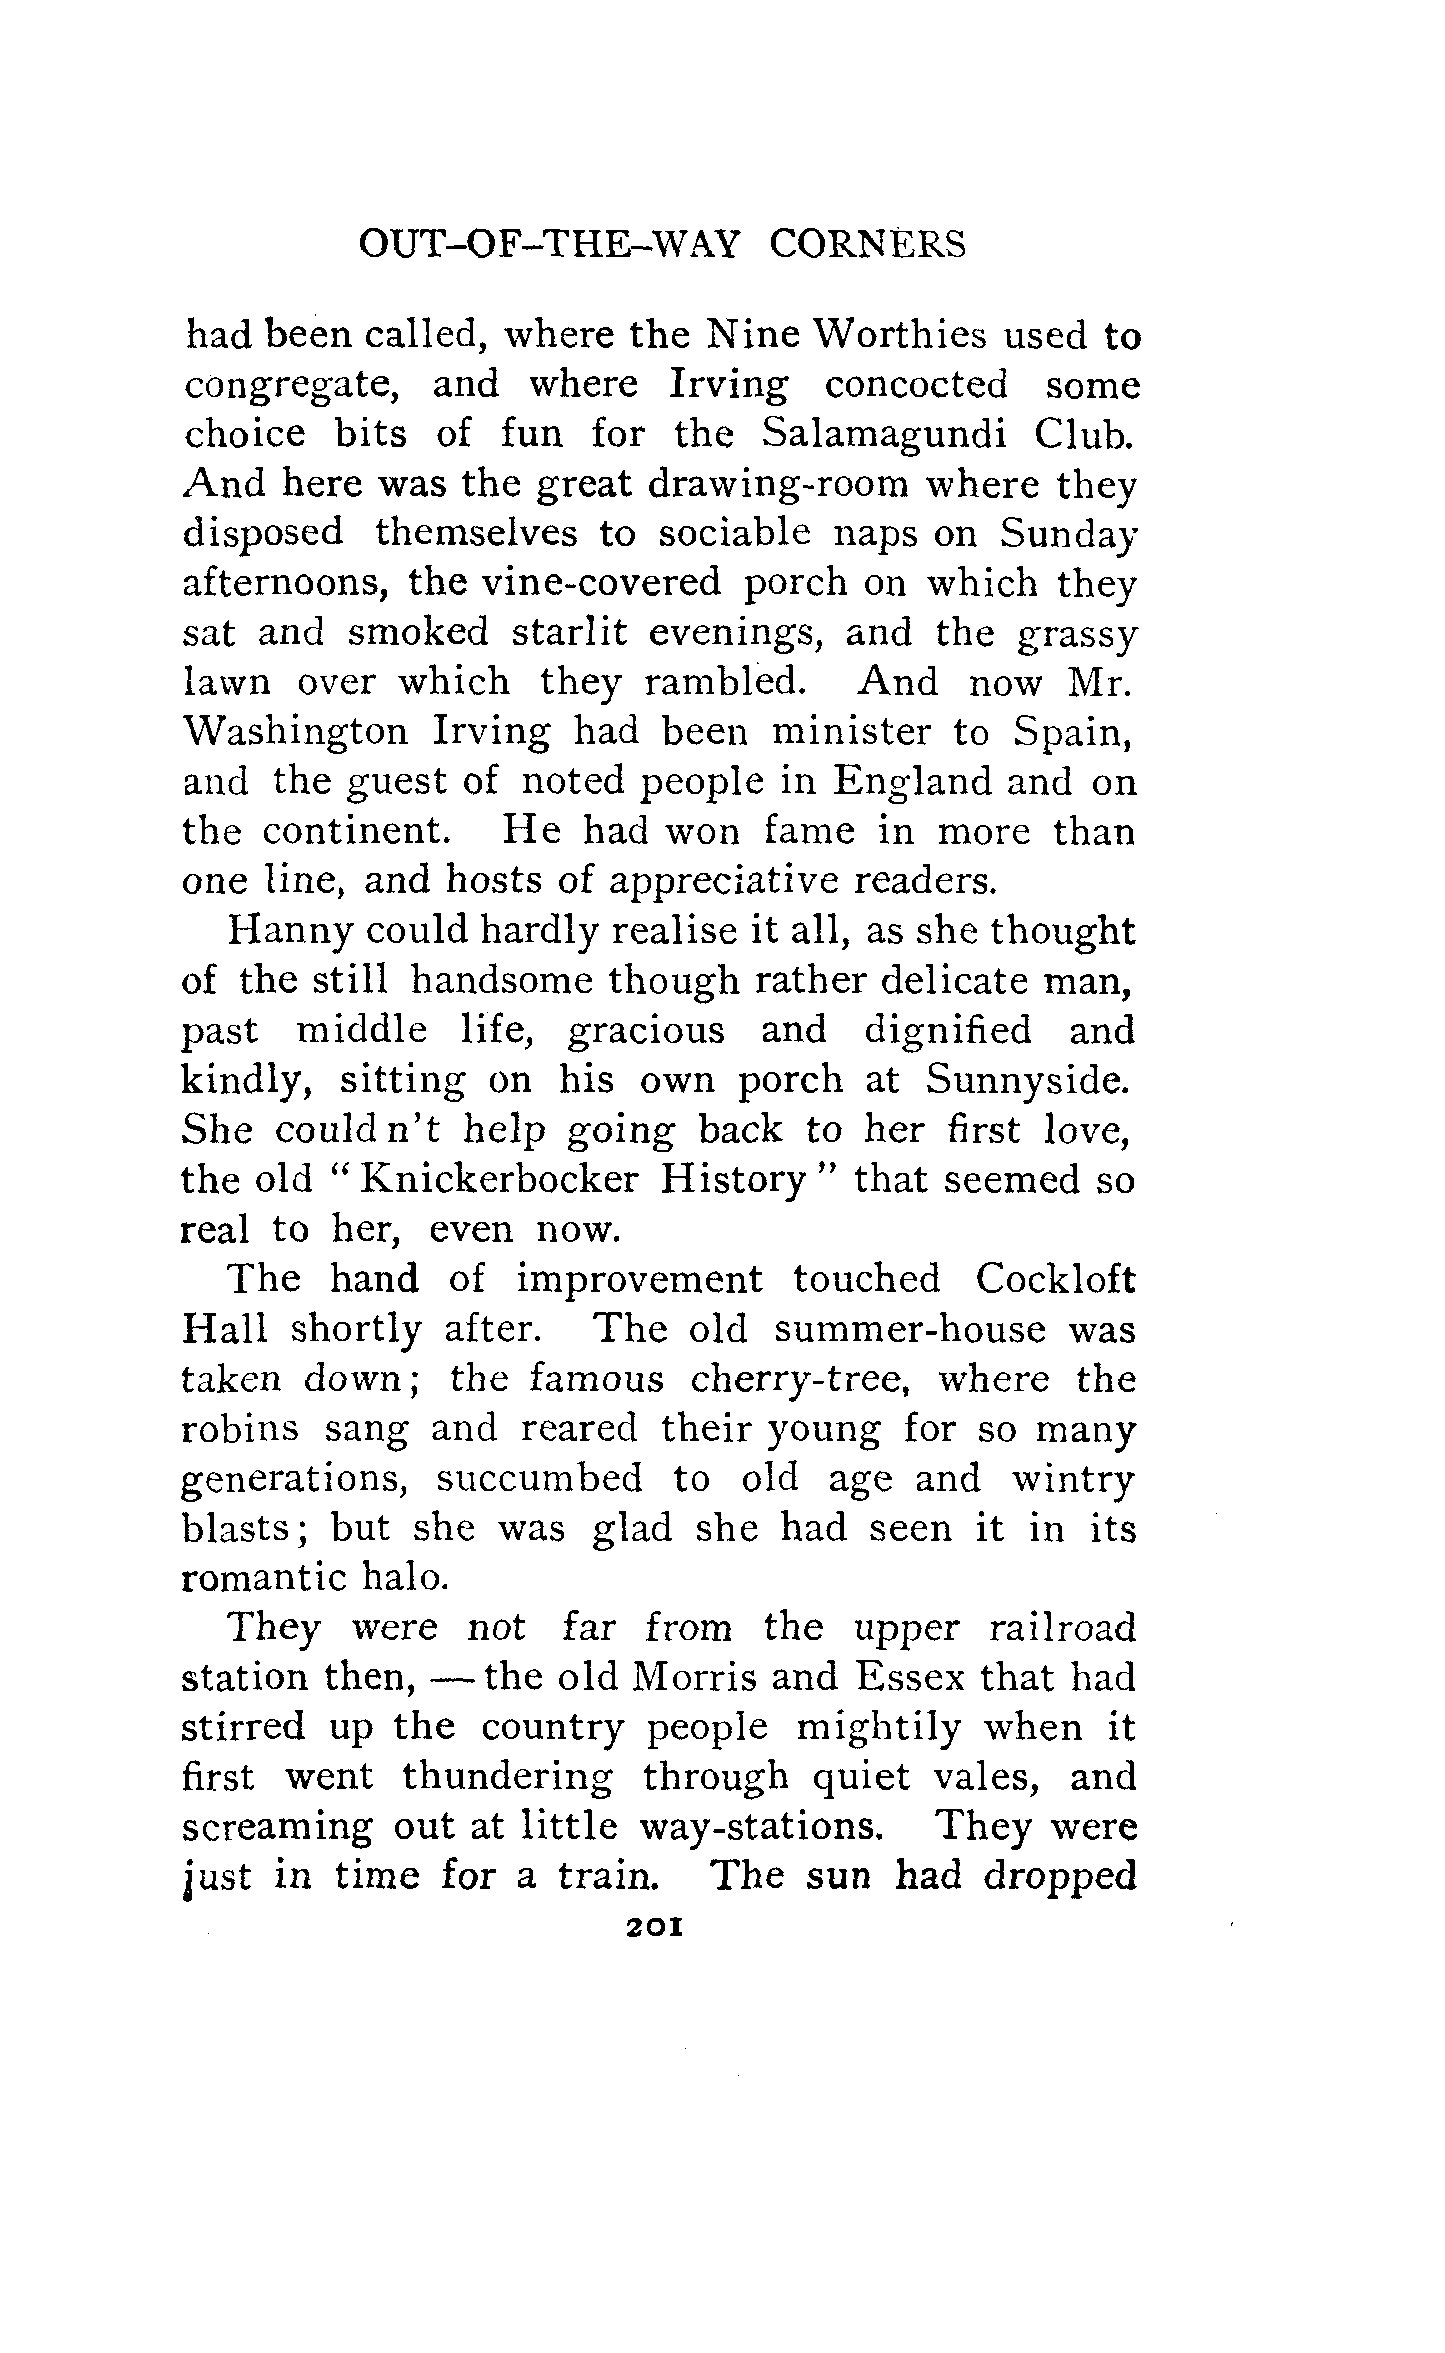 OUT-OF-THE-WAY CORNERS
had been called, where the Nine Worthies used to
congregate, and where Irving concocted some
choice bits of fun for the Salamagundi Club.
And here was the great drawing-room where they
disposed themselves to sociable naps on Sunday
afternoons, the vine-covered porch on which they
sat and smoked starlit evenings, and the grassy
lawn over which they rambled. And now Mr.
Washington Irving had been minister to Spain,
and the guest of noted people in England and on
the continent. He had won fame in more than
one line, and hosts of appreciative readers.
Hanny could hardly realise it all, as she thought
of the still handsome though rather delicate man,
past middle life, gracious and dignified and
kindly, sitting on his own porch at Sunnyside.
She couldn't help going back to her first love,
the old “Knickerbocker History” that seemed so
real to her, even now.
The hand of improvement touched Cockloft
Hall shortly after. The old summer-house was
taken down; the famous cherry-tree, where the
robins sang and reared their young for so many
generations, succumbed to old age and wintry
blasts; but she was glad she had seen it in its
romantic halo.
They were not far from the upper railroad
station then, — the old Morris and Essex that had
stirred up the country people mightily when it
first went thundering through quiet vales, and
screaming out at little way-stations. They were
just in time for a train. The sun had dropped
201